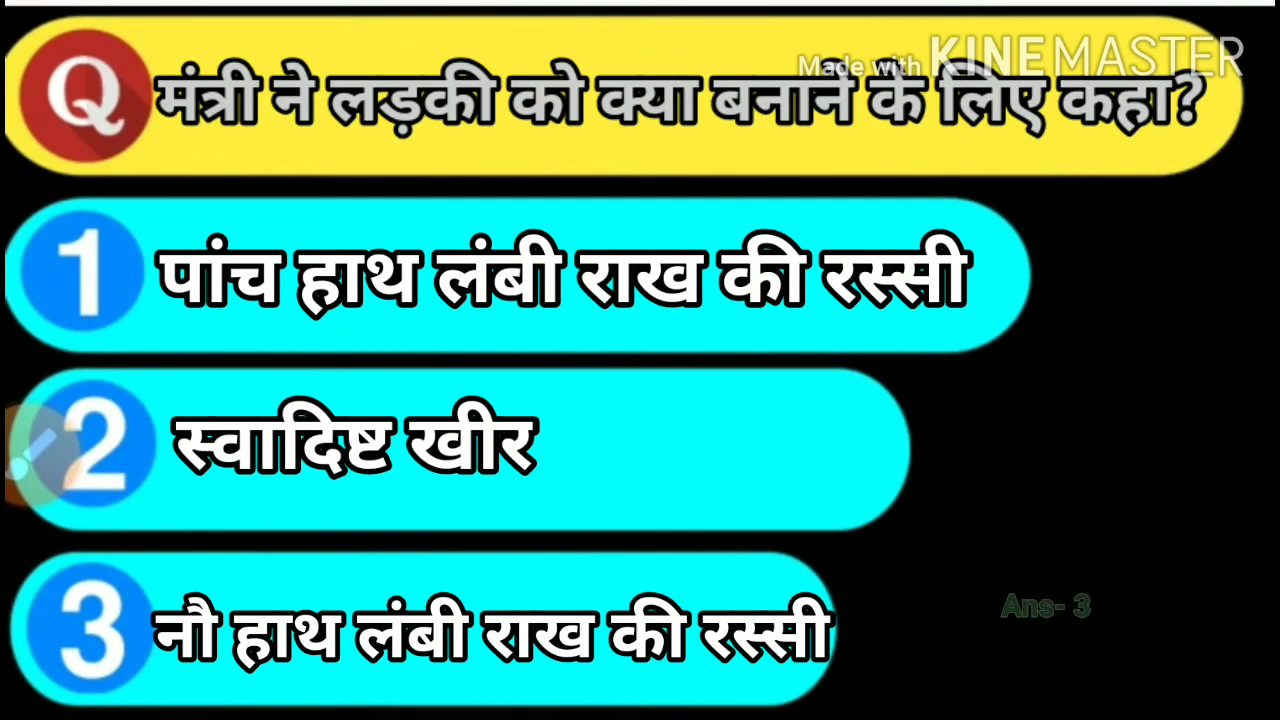 Made with KINEMASTER
Q मंत्री ने लड़की को क्या बनाने के लिए कहा?
1 पांच हाथ लंबी राख की रस्सी
2 स्वादिष्ट खीर
3 नौ हाथ लंबी राख की रस्सी
Ans- 3